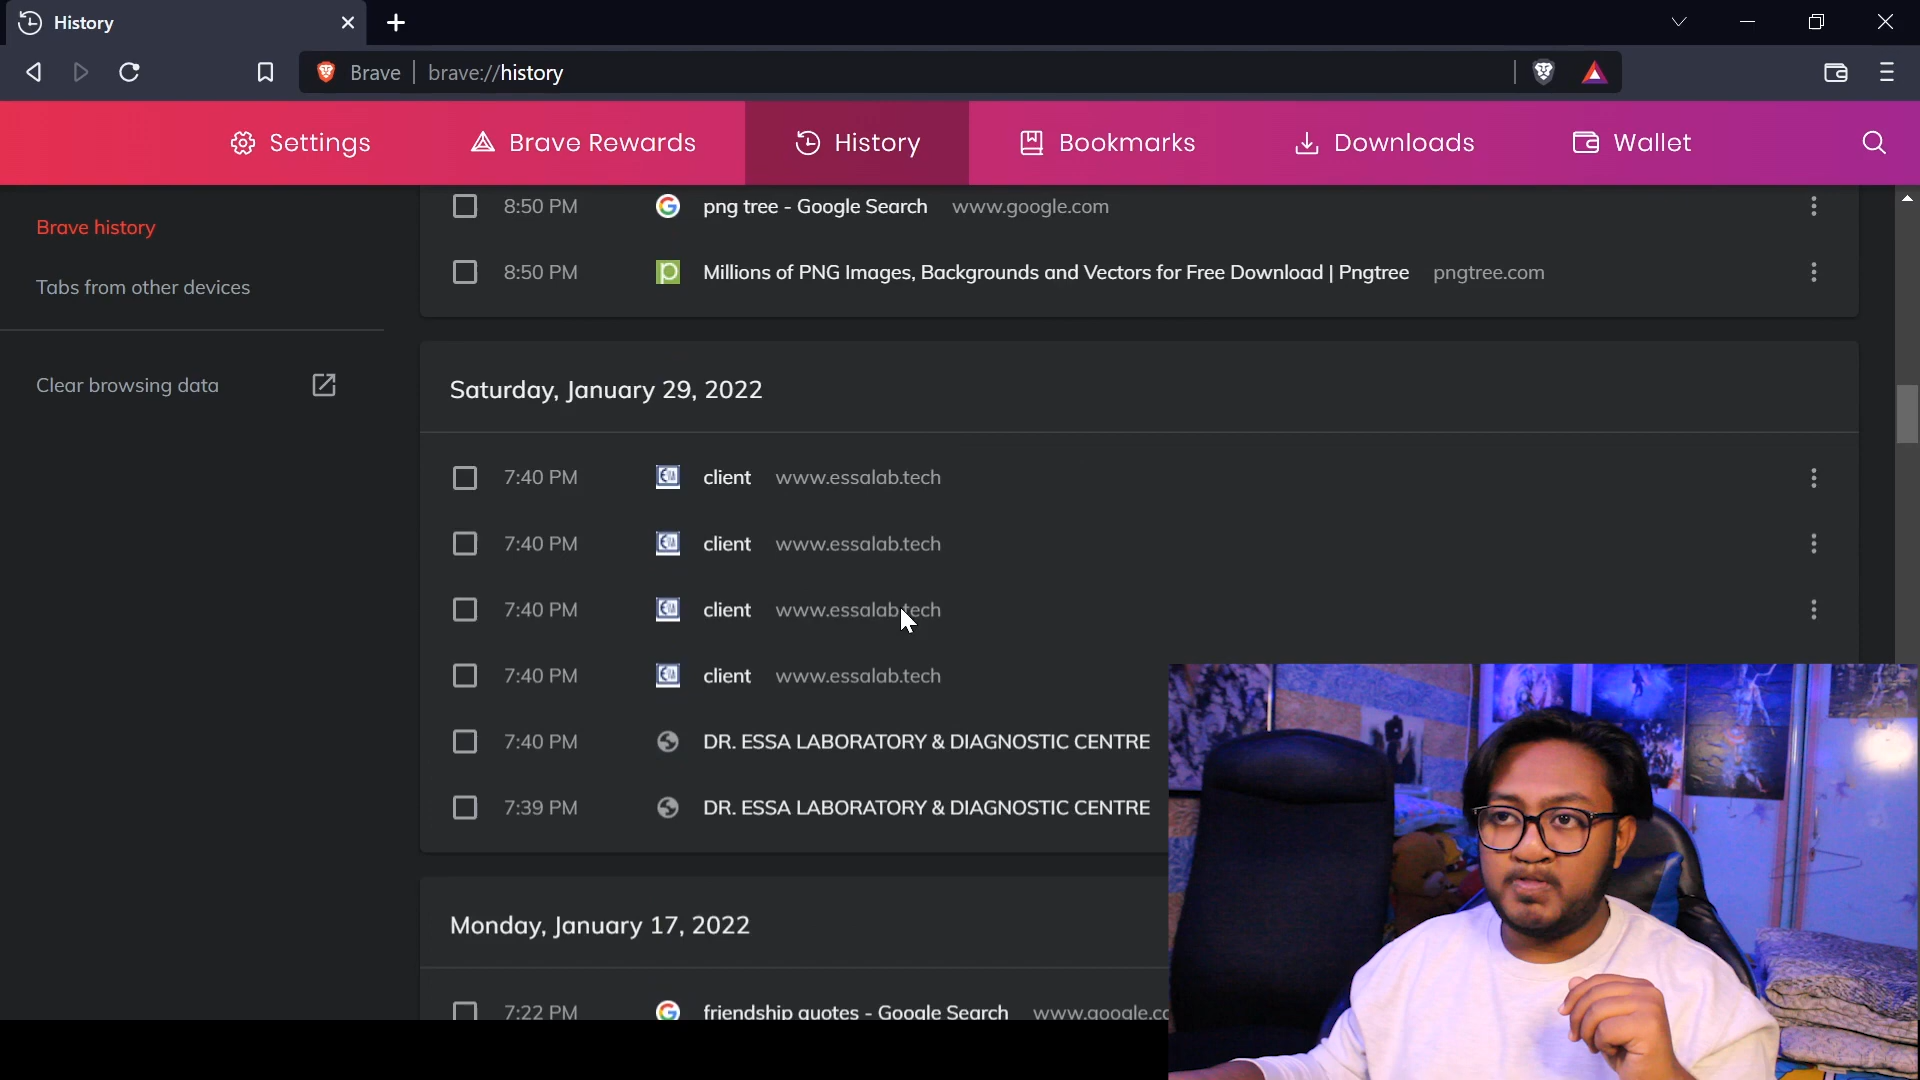 History
Brave | brave://history
Settings
Brave Rewards
History
Bookmarks
Downloads
Wallet
Brave history
Tabs from other devices
Clear browsing data
8:50 PM png tree - Google Search www.google.com
8:50 PM Millions of PNG Images, Backgrounds and Vectors for Free Download | Pngtree pngtree.com
Saturday, January 29, 2022
7:40 PM client www.essalab.tech
7:40 PM client www.essalab.tech
7:40 PM client www.essalab.tech
7:40 PM client www.essalab.tech
7:40 PM DR. ESSA LABORATORY & DIAGNOSTIC CENTRE
7:39 PM DR. ESSA LABORATORY & DIAGNOSTIC CENTRE
Monday, January 17, 2022
7:22 PM friendship quotes - Google Search www.google.c